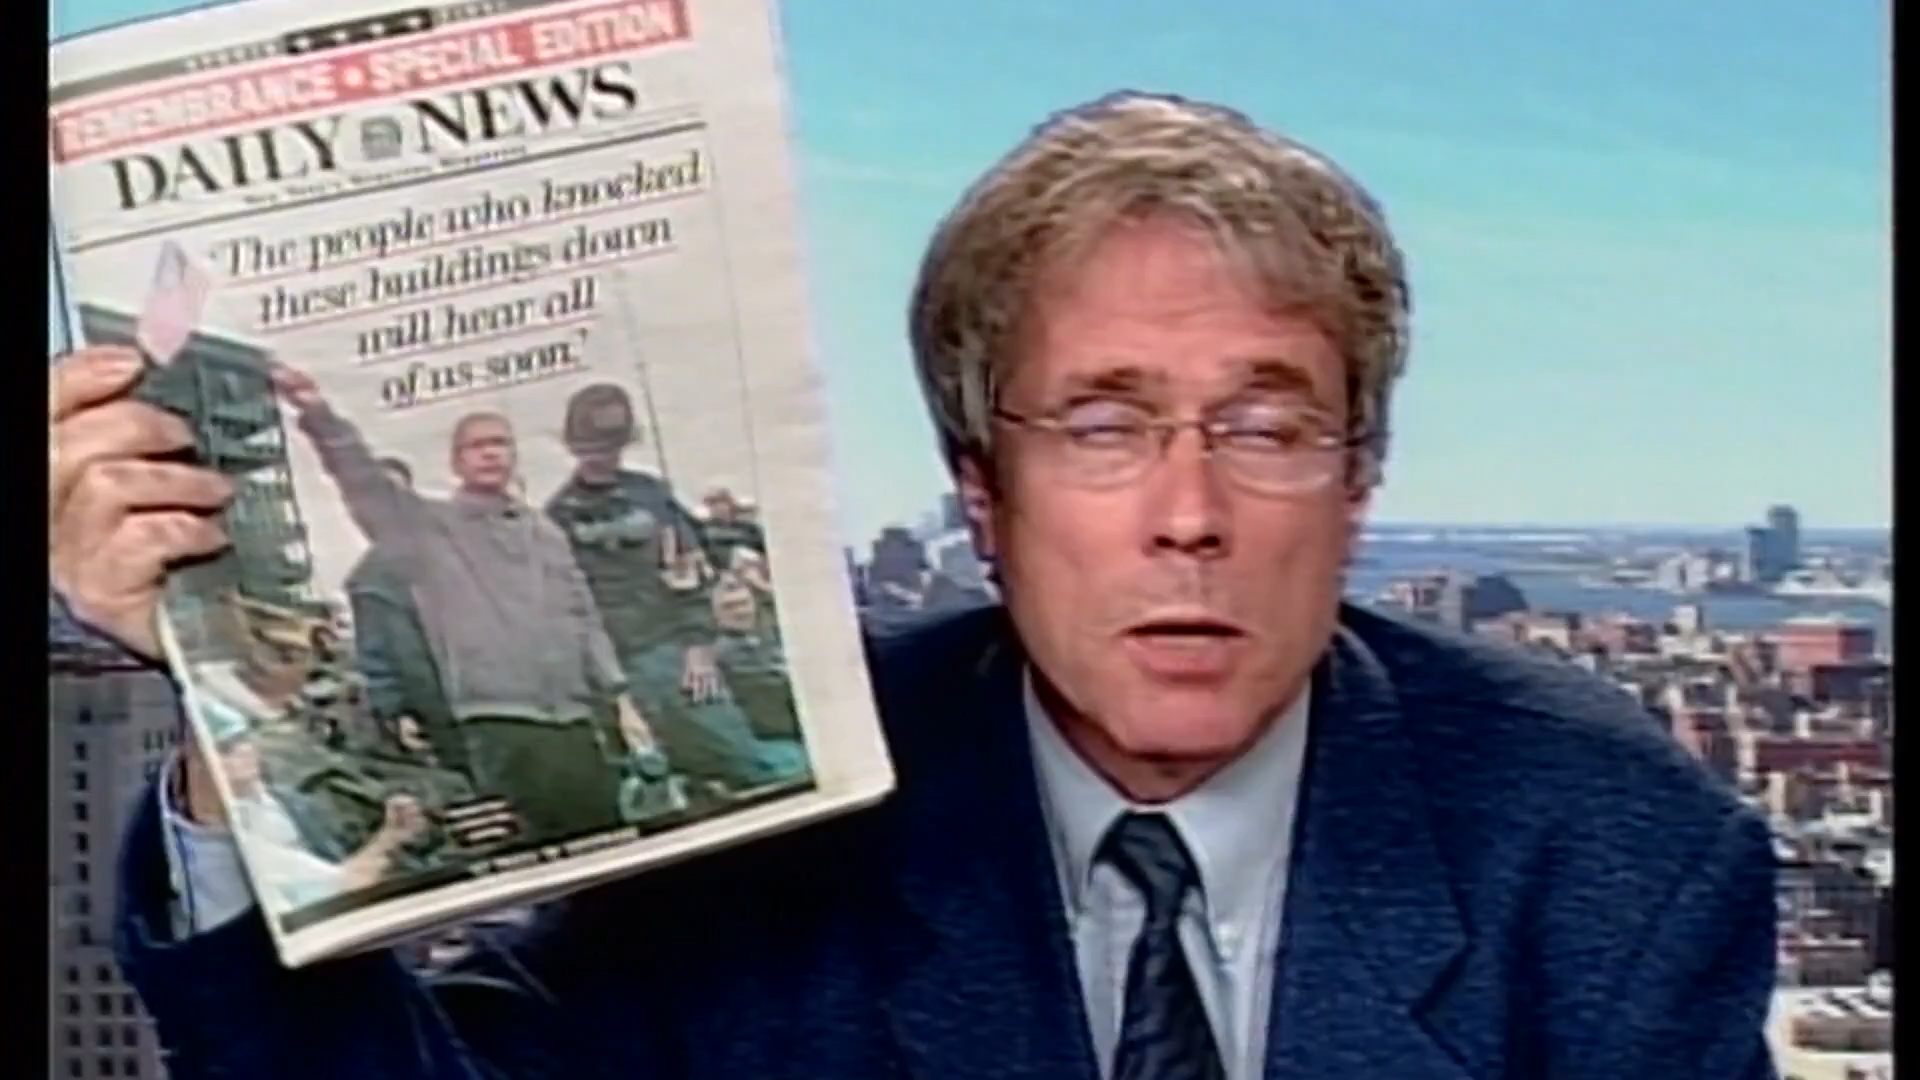 REMEMBRANCE • SPECIAL EDITION
DAILY NEWS
'The people who knocked
these buildings down
will hear all
of us soon.'